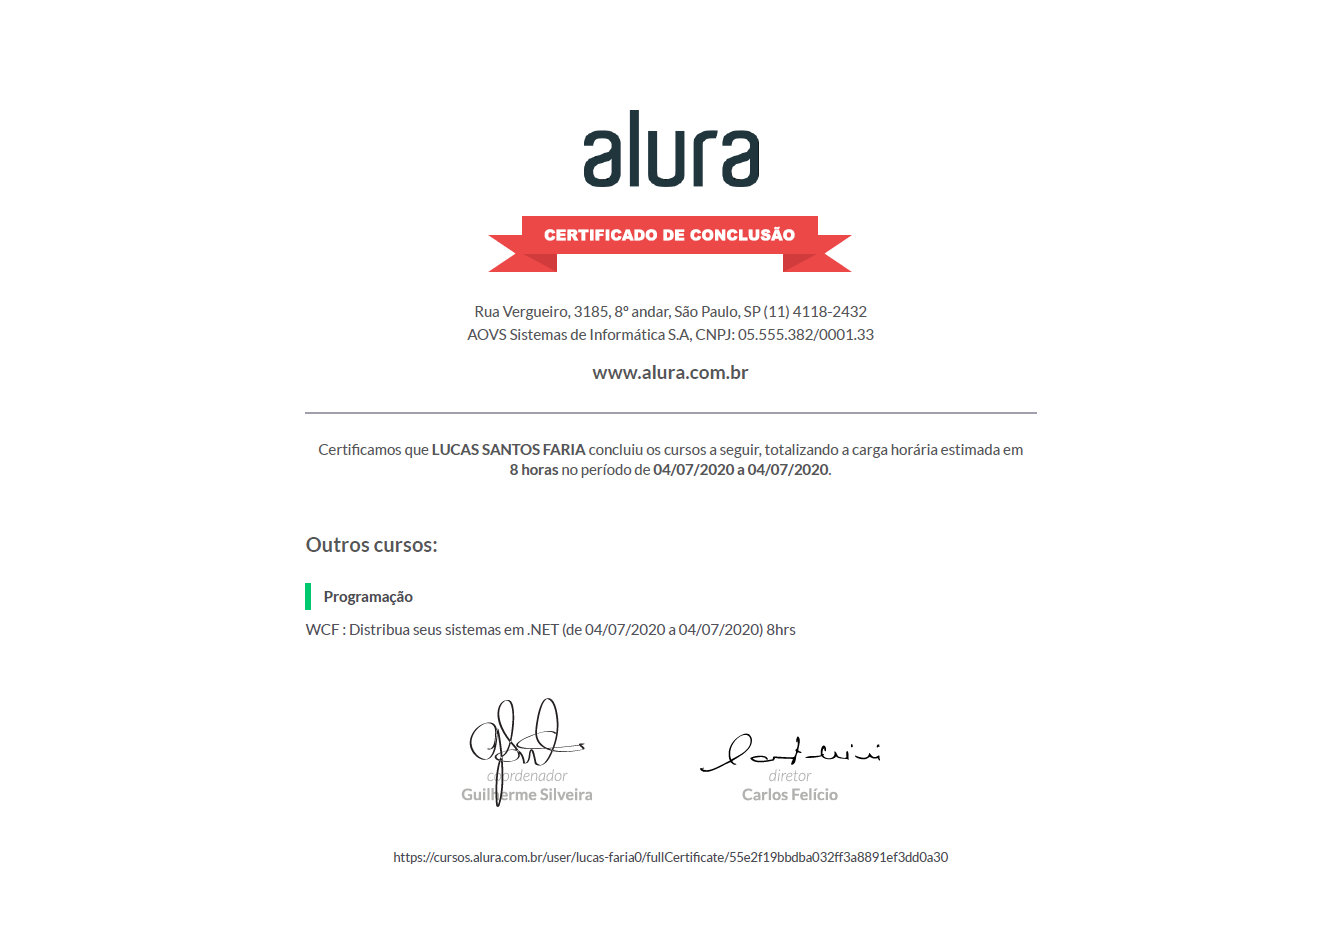 alura
CERTIFICADO DE CONCLUSÃO
Rua Vergueiro, 3185, 8º andar, São Paulo, SP (11) 4118-2432
AOVS Sistemas de Informática S.A, CNPJ: 05.555.382/0001.33
www.alura.com.br
Certificamos que LUCAS SANTOS FARIA concluiu os cursos a seguir, totalizando a carga horária estimada em
8 horas no período de 04/07/2020 a 04/07/2020.
Outros cursos:
Programação
WCF : Distribua seus sistemas em .NET (de 04/07/2020 a 04/07/2020) 8hrs
coordenador
Guilherme Silveira
diretor
Carlos Felício
https://cursos.alura.com.br/user/lucas-faria0/fullCertificate/55e2f19bbdba032ff3a8891ef3dd0a30